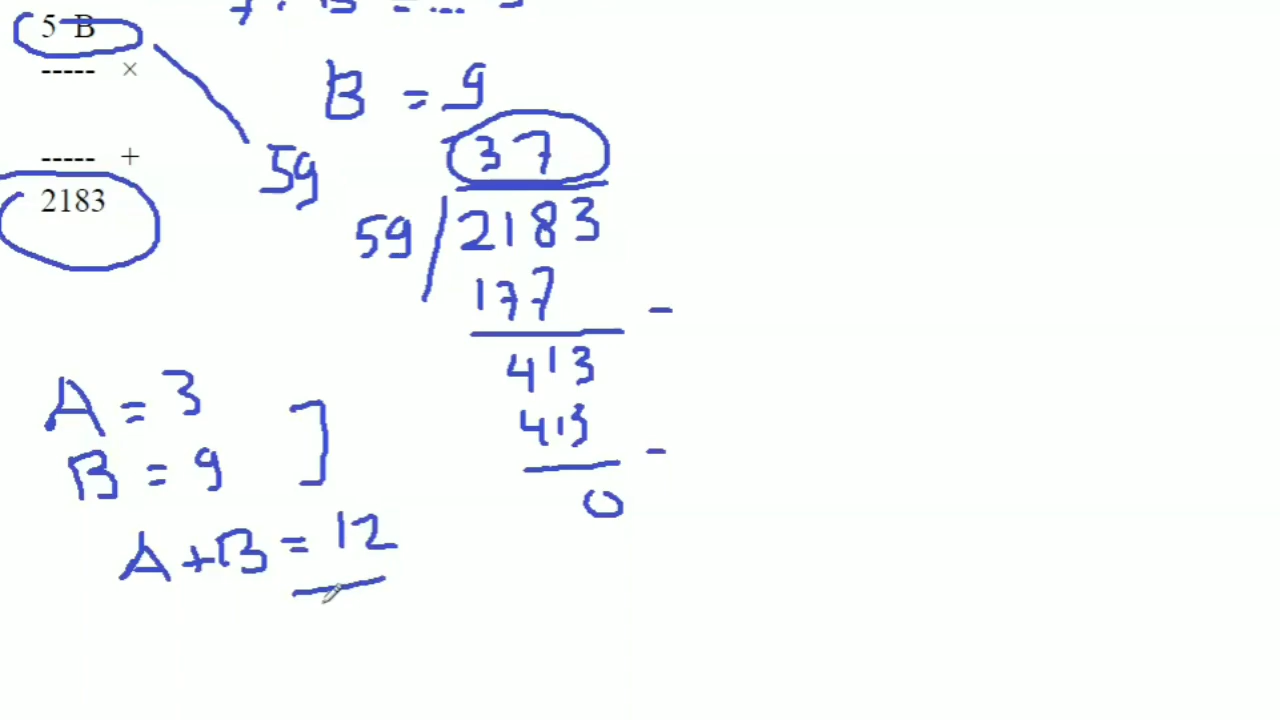 5 B
----- ×
B = 9
----- +
59
37
2183
59 2183
177 -
413
A = 3
413 -
B = 9
0
A+B = 12